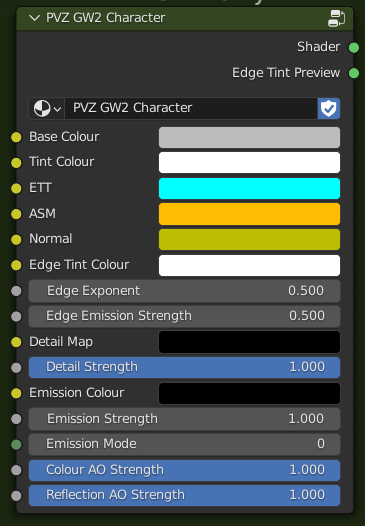 PVZ GW2 Character
Shader
Edge Tint Preview
PVZ GW2 Character
Base Colour
Tint Colour
ETT
ASM
Normal
Edge Tint Colour
Edge Exponent 0.500
Edge Emission Strength 0.500
Detail Map
Detail Strength 1.000
Emission Colour
Emission Strength 1.000
Emission Mode 0
Colour AO Strength 1.000
Reflection AO Strength 1.000